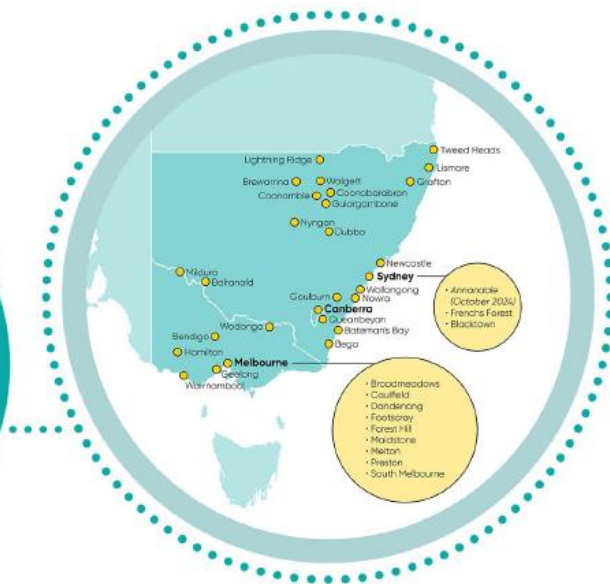 Tweed Heads
Lightning Ridge
Lismore
Brewarrina
Walgett
Grafton
Coonabarabran
Coonamble
Gulargambone
Nyngan
Dubbo
Newcastle
Mildura
Sydney
Balranald
Wollongong
Goulburn
Nowra
Canberra
Queanbeyan
Wodonga
Bateman's Bay
Bendigo
Bega
Hamilton
Melbourne
Geelong
Warrnambool
• Annandale
(October 2024)
• Frenchs Forest
• Blacktown
• Broadmeadows
• Caulfield
• Dandenong
• Footscray
• Forest Hill
• Maidstone
• Melton
• Preston
• South Melbourne